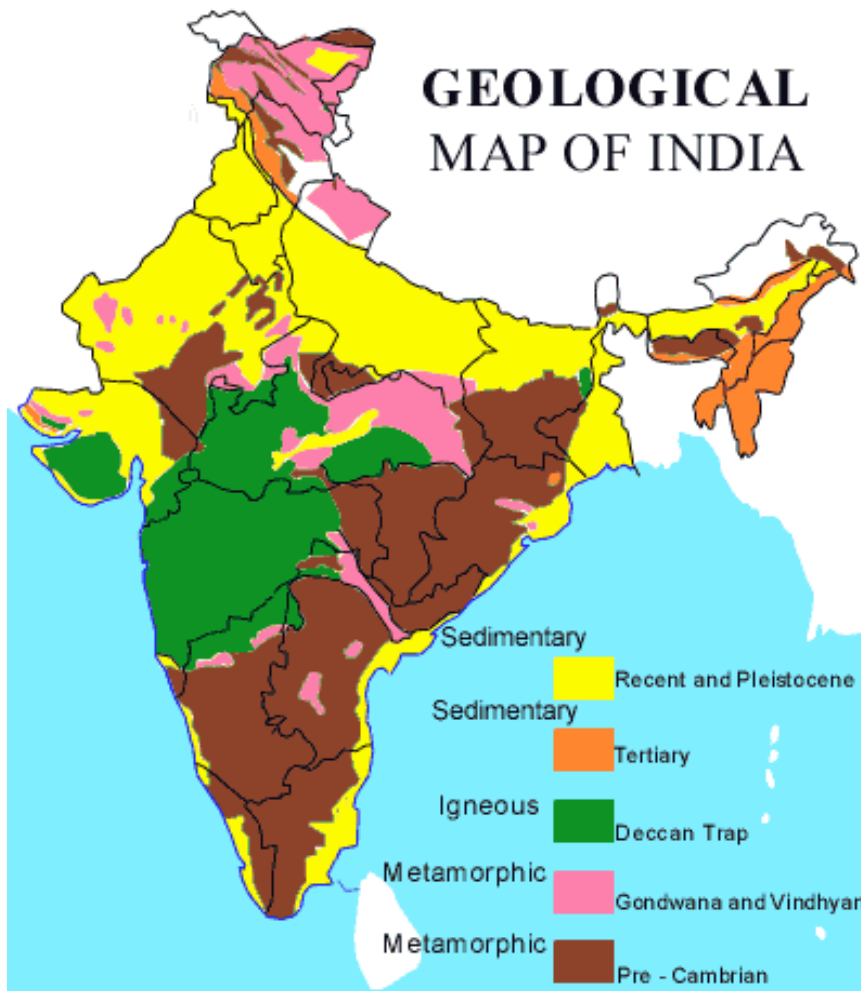 GEOLOGICAL
MAP OF INDIA
Sedimentary
Recent and Pleistocene
Sedimentary
Tertiary
Igneous
Deccan Trap
Metamorphic
Gondwana and Vindhyan
Metamorphic
Pre - Cambrian